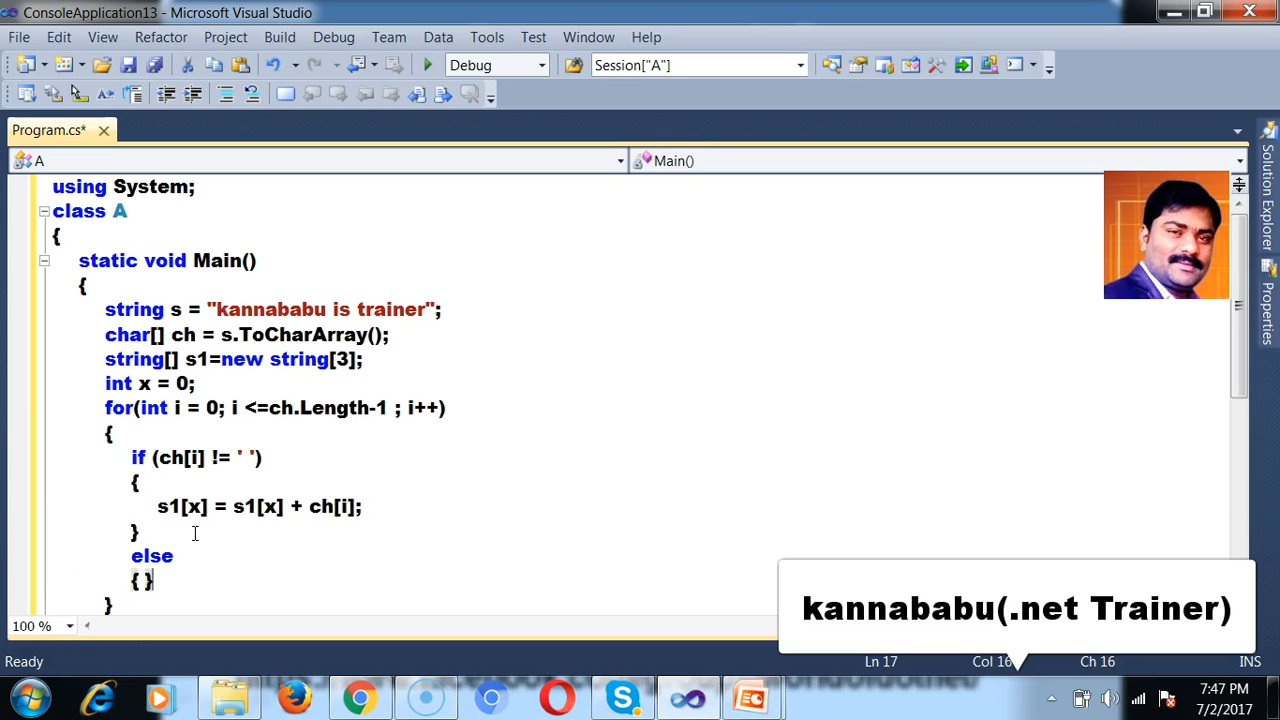 ConsoleApplication13 - Microsoft Visual Studio
File Edit View Refactor Project Build Debug Team Data Tools Test Window Help
Debug Session["A"]
Program.cs*
A Main()
Solution Explorer
Properties
using System;
class A
{
static void Main()
{
string s = "kannababu is trainer";
char[] ch = s.ToCharArray();
string[] s1=new string[3];
int x = 0;
for(int i = 0; i <=ch.Length-1 ; i++)
{
if (ch[i] != ' ')
{
s1[x] = s1[x] + ch[i];
}
else
{ }
}
100 %
kannababu(.net Trainer)
Ready Ln 17 Col 16 Ch 16 INS
7:47 PM
7/2/2017